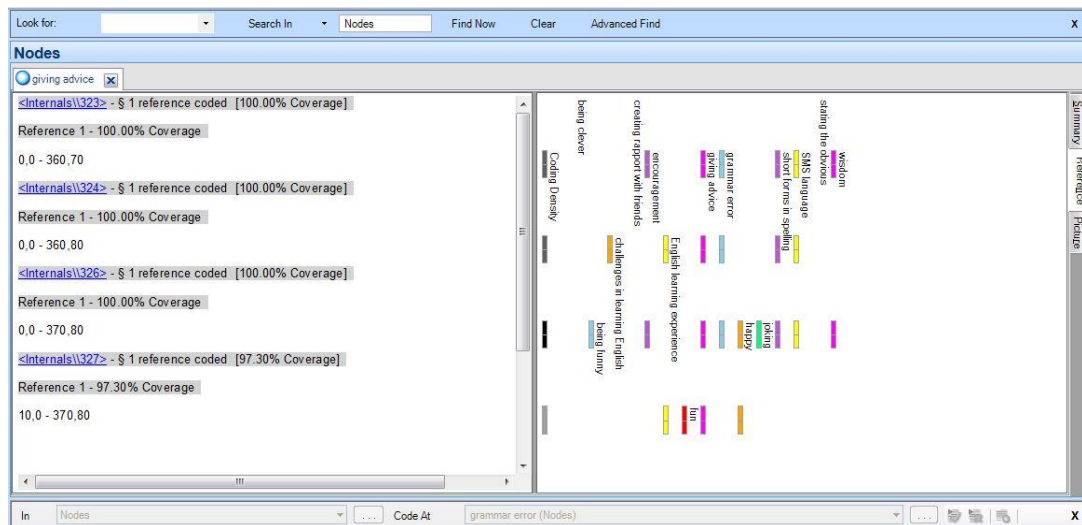 Look for:
Search In
Nodes
Find Now
Clear
Advanced Find
X
Nodes
giving advice
<Internals\\323> - § 1 reference coded [100.00% Coverage]
Reference 1 - 100.00% Coverage
0,0 - 360,70
<Internals\\324> - § 1 reference coded [100.00% Coverage]
Reference 1 - 100.00% Coverage
0,0 - 360,80
<Internals\\326> - § 1 reference coded [100.00% Coverage]
Reference 1 - 100.00% Coverage
0,0 - 370,80
<Internals\\327> - § 1 reference coded [97.30% Coverage]
Reference 1 - 97.30% Coverage
10,0 - 370,80
Coding Density
being clever
being funny
challenges in learning English
creating rapport with friends
encouragement
English learning experience
fun
giving advice
grammar error
happy
joking
short forms in spelling
SMS language
stating the obvious
wisdom
Summary
Reference
Picture
In
Nodes
...
Code At
grammar error (Nodes)
...
X